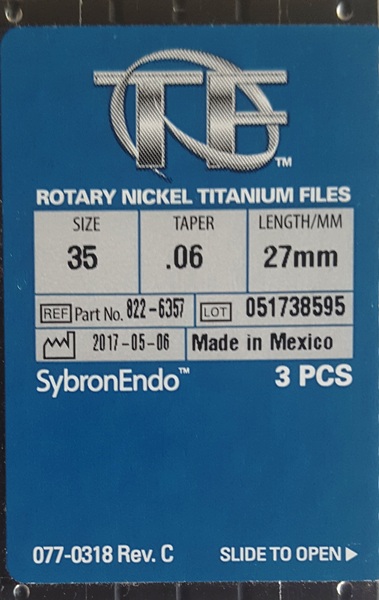 TF™
ROTARY NICKEL TITANIUM FILES
SIZE TAPER LENGTH/MM
35 .06 27mm
REF Part No. 822-6357 LOT 051738595
2017-05-06 Made in Mexico
SybronEndo™ 3 PCS
077-0318 Rev. C SLIDE TO OPEN ▶